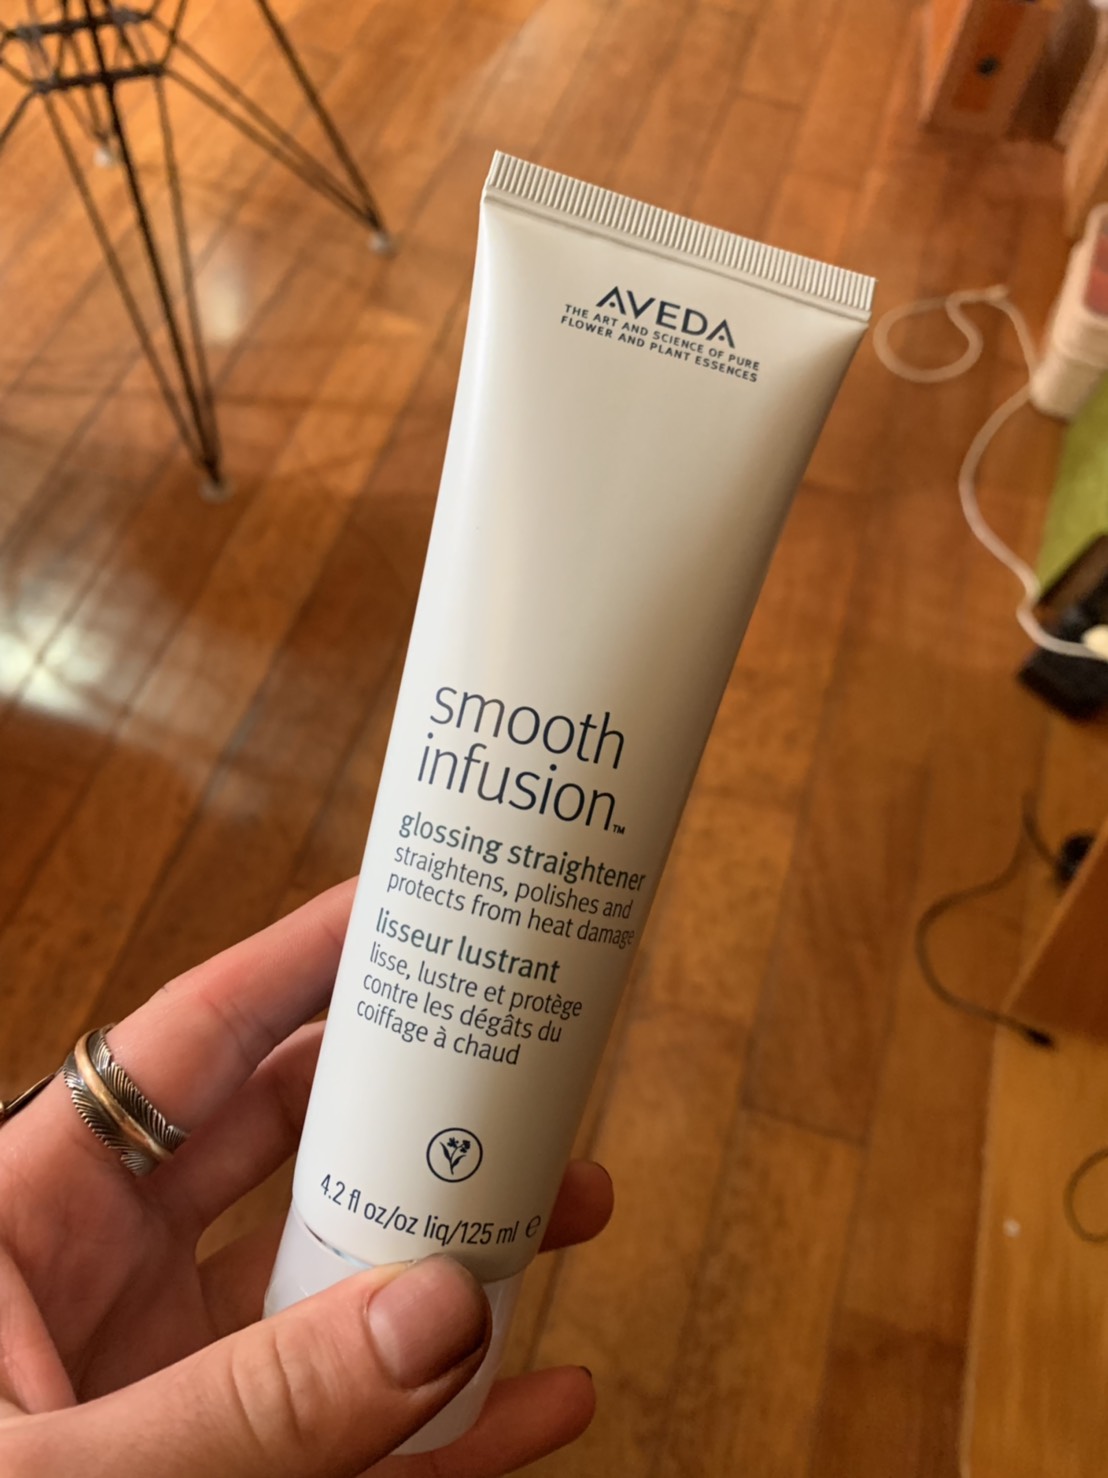 AVEDA
THE ART AND SCIENCE OF PURE
FLOWER AND PLANT ESSENCES
smooth
infusion™
glossing straightener
straightens, polishes and
protects from heat damage
lisseur lustrant
lisse, lustre et protège
contre les dégâts du
coiffage à chaud
4.2 fl oz/oz liq/125 ml ℮